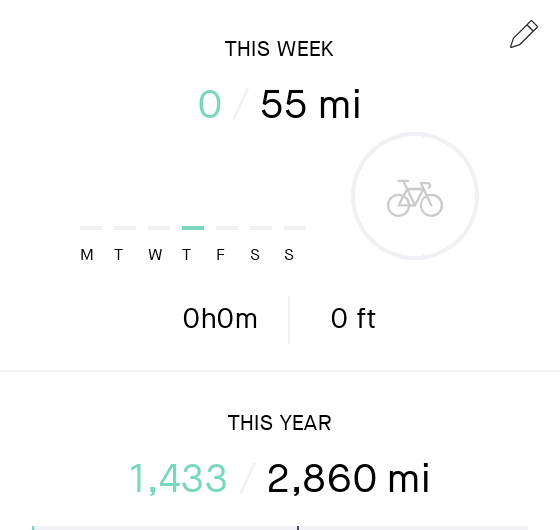 THIS WEEK
0 / 55 mi
M T W T F S S
0h0m 0 ft
THIS YEAR
1,433 / 2,860 mi